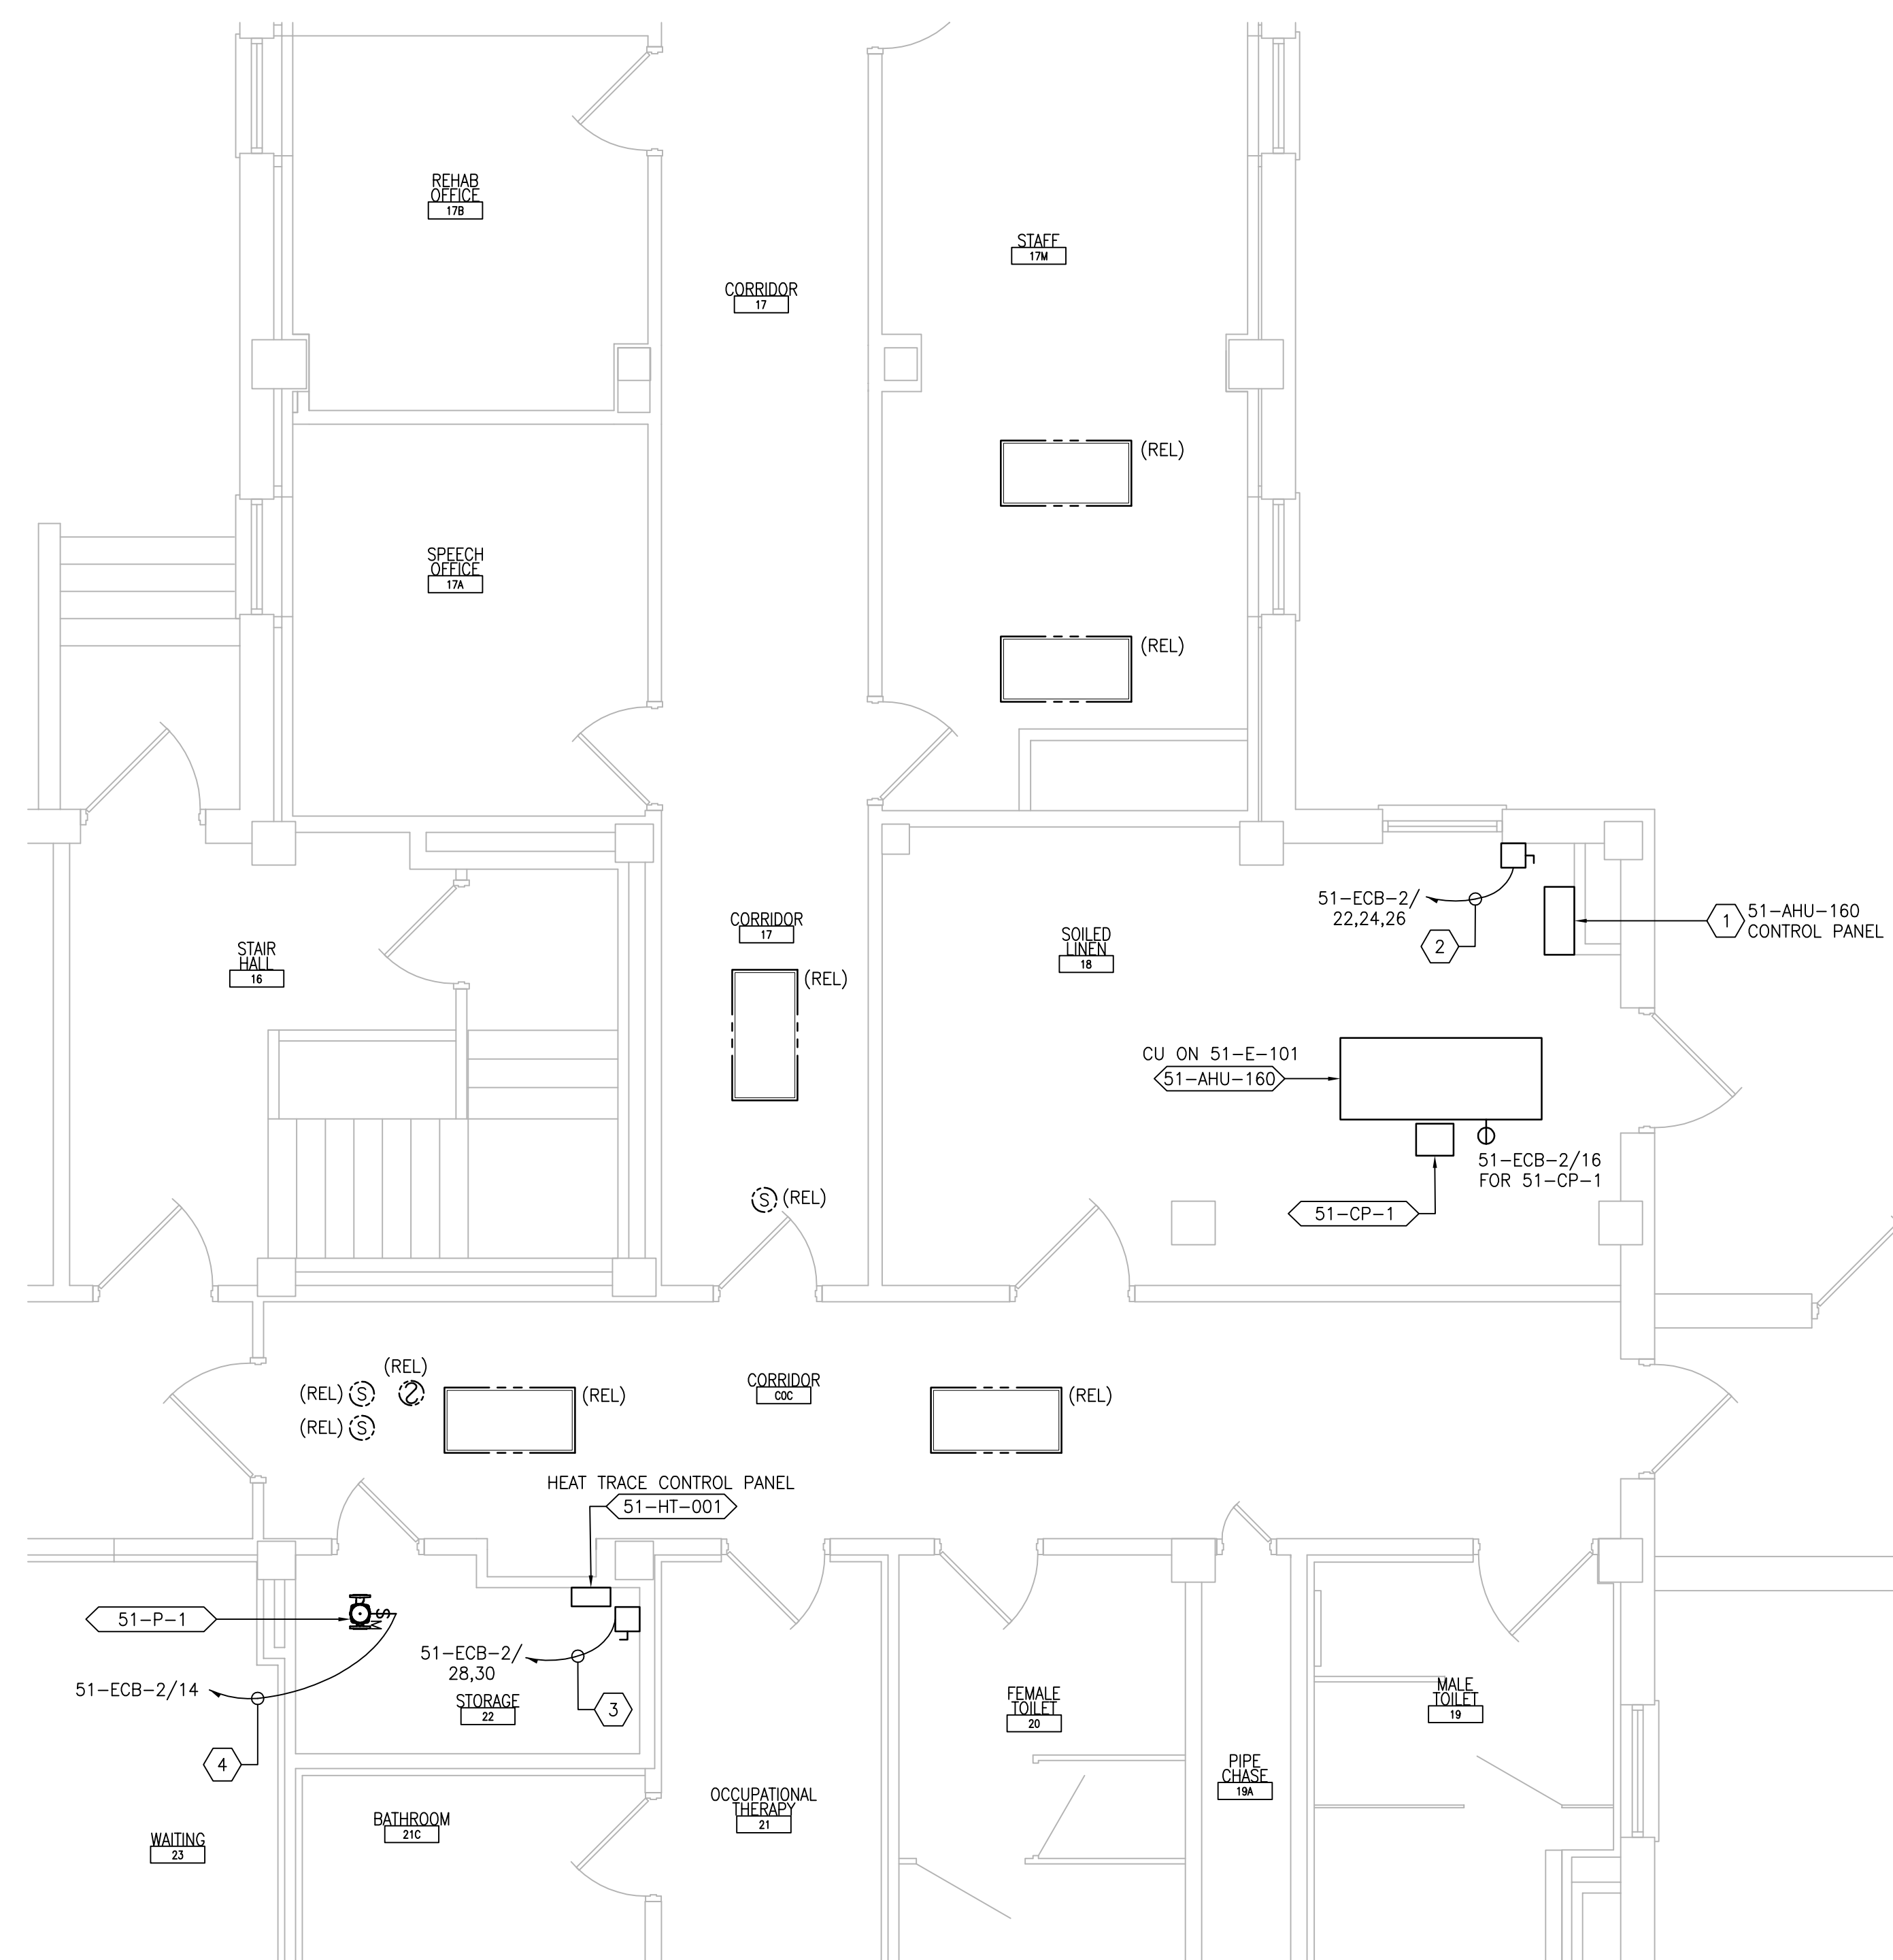 REHAB
OFFICE
17B
STAFF
17M
CORRIDOR
17
(REL)
SPEECH
OFFICE
17A
(REL)
51-ECB-2/
22,24,26
2
1
51-AHU-160
CONTROL PANEL
CORRIDOR
17
SOILED
LINEN
18
STAIR
HALL
16
(REL)
CU ON 51-E-101
51-AHU-160
51-ECB-2/16
FOR 51-CP-1
51-CP-1
S
(REL)
(REL)
(REL)
S
S
(REL)
CORRIDOR
COC
(REL)
(REL)
S
HEAT TRACE CONTROL PANEL
51-HT-001
51-P-1
S
M
51-ECB-2/
28,30
3
51-ECB-2/14
4
STORAGE
22
FEMALE
TOILET
20
MALE
TOILET
19
PIPE
CHASE
19A
OCCUPATIONAL
THERAPY
21
BATHROOM
21C
WAITING
23